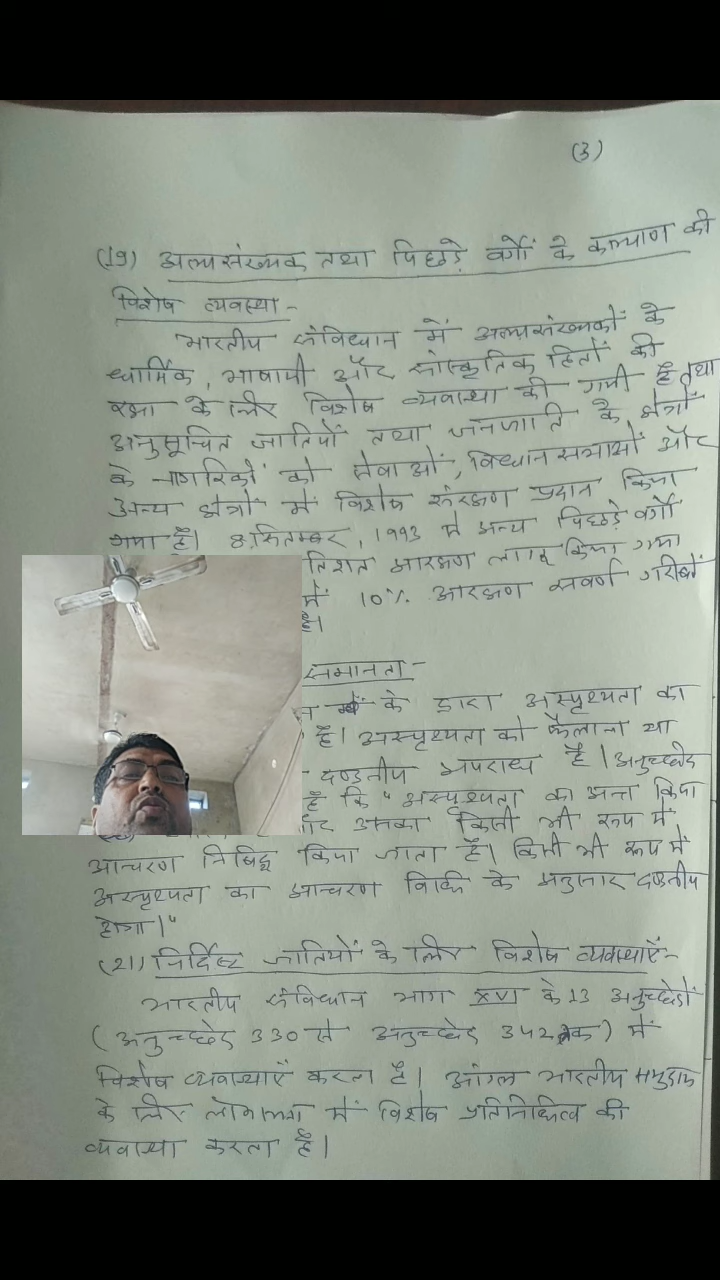 (3)
(19) अल्पसंख्यक तथा पिछड़े वर्गों के कल्याण की
विशेष व्यवस्था -
भारतीय संविधान में अल्पसंख्यकों के
धार्मिक, भाषायी और सांस्कृतिक हितों की
रक्षा के लिए विशेष व्यवस्था की गयी है तथा
अनुसूचित जातियों तथा जनजाति के क्षेत्रों
के नागरिकों को सेवाओं, विधान सभाओं और
अन्य क्षेत्रों में विशेष संरक्षण प्रदान किया
गया है। 8 सितम्बर, 1993 से अन्य पिछड़े वर्गों
तिशत आरक्षण लागू किया गया
में 10% आरक्षण सवर्ण गरीबों
है।
समानता -
न के द्वारा अस्पृश्यता का
है। अस्पृश्यता को फैलाना या
दण्डनीय अपराध है। अनुच्छेद
है कि "अस्पृश्यता का अन्त किया
उसका किसी भी रूप में
आचरण निषिद्ध किया जाता है। किसी भी रूप में
अस्पृश्यता का आचरण विधि के अनुसार दण्डनीय
होगा।"
(21) निर्दिष्ट जातियों के लिए विशेष व्यवस्थाएँ -
भारतीय संविधान भाग XVI के 13 अनुच्छेदों
(अनुच्छेद 330 से अनुच्छेद 342 तक) में
विशेष व्यवस्थाएँ करता है। आंग्ल भारतीय समुदाय
के लिए लोकसभा में विशेष प्रतिनिधित्व की
व्यवस्था करता है।